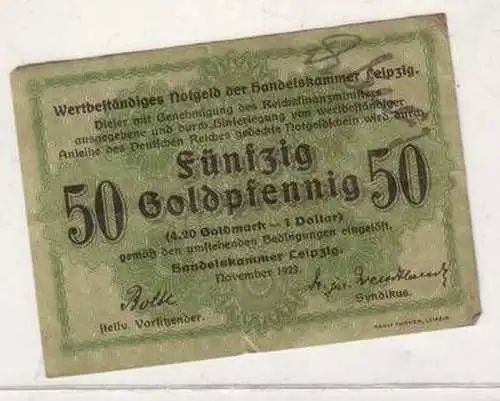 Wertbeständiges Notgeld der Handelskammer Leipzig.
Dieser mit Genehmigung des Reichsfinanzministers
ausgegebene und durch Hinterlegung von wertbeständiger
Anleihe des Deutschen Reiches gedeckte Notgeldschein wird durch
Fünfzig
50 Goldpfennig 50
(4.20 Goldmark = 1 Dollar)
gemäß den umstehenden Bedingungen eingelöst.
Handelskammer Leipzig.
November 1923.
Stellv. Vorsitzender.
Syndikus.
LEIPZIG